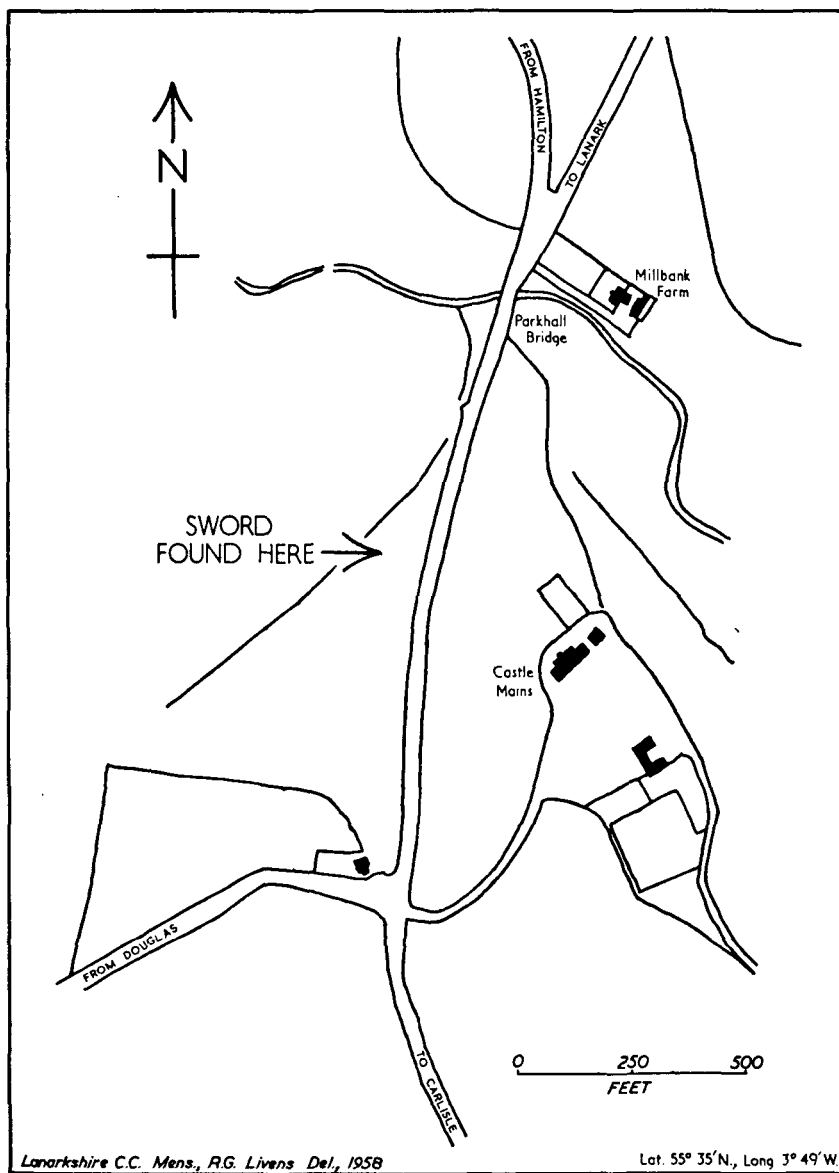 FROM HAMILTON
TO LANARK
N
Millbank
Farm
Parkhall
Bridge
SWORD
FOUND HERE
Castle
Mains
FROM DOUGLAS
TO CARLISLE
0 250 500
FEET
Lanarkshire C.C. Mens., R.G. Livens Del., 1958
Lat. 55° 35′N., Long 3° 49′W.